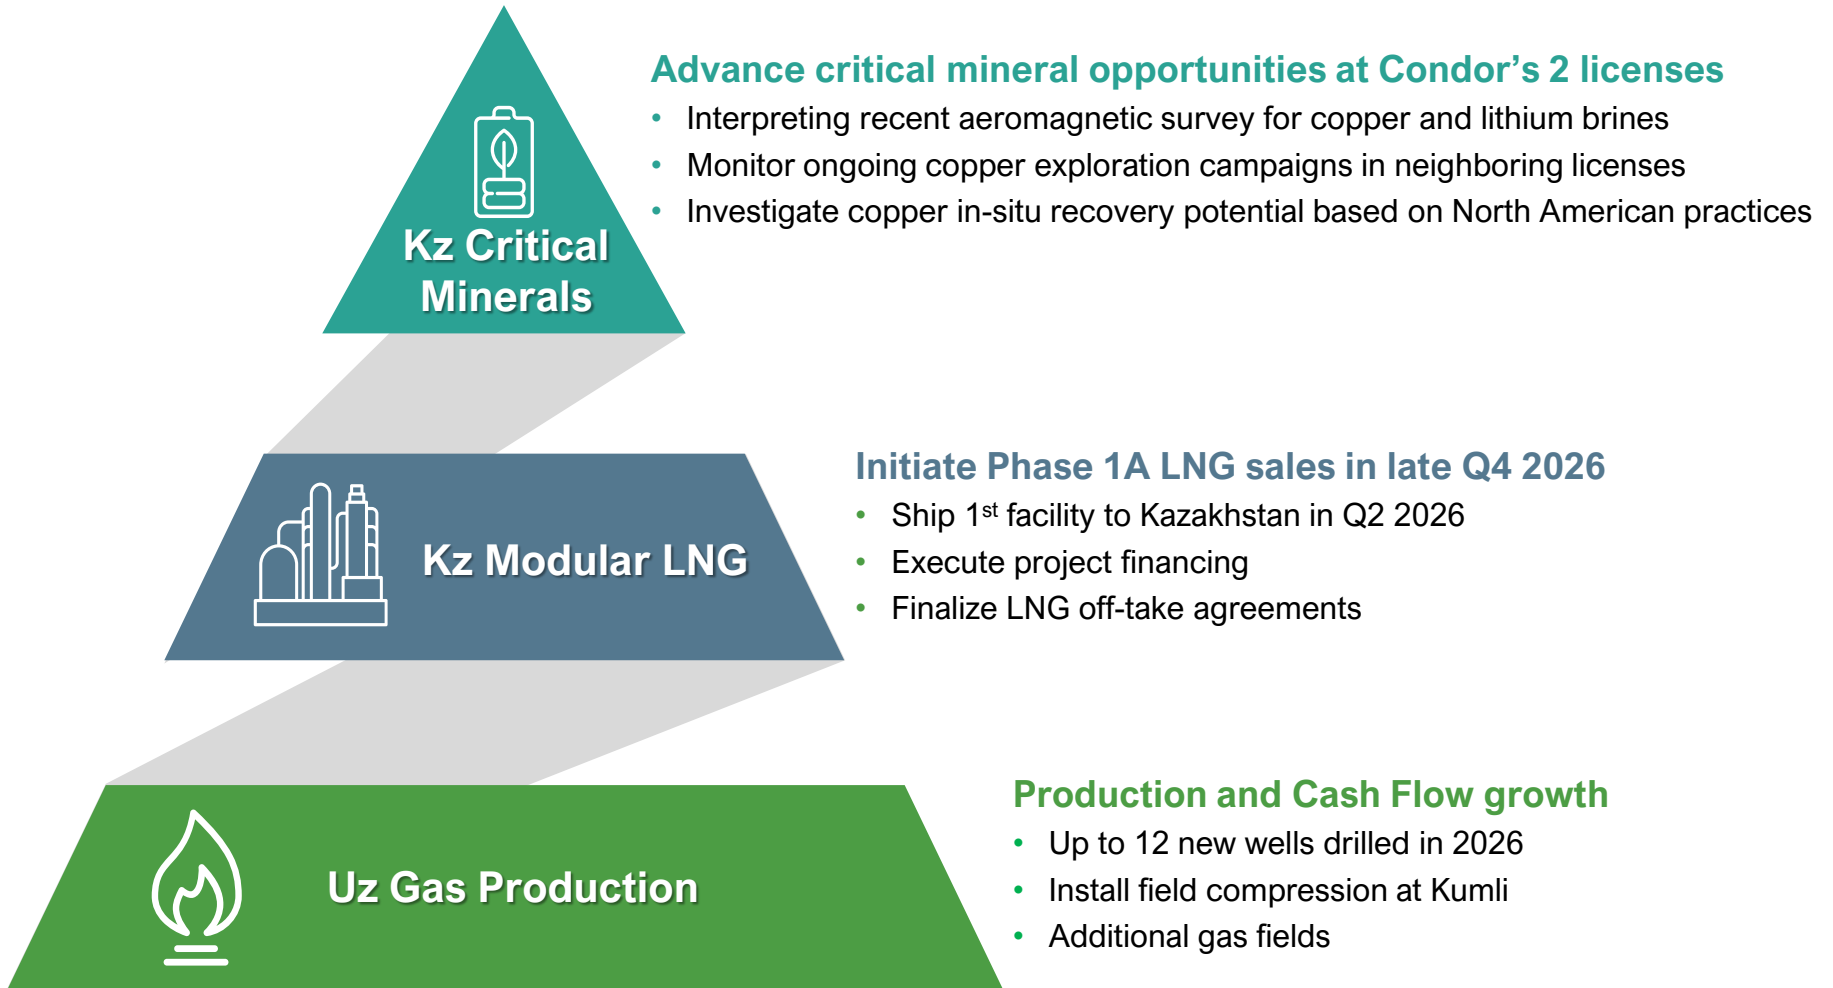 Advance critical mineral opportunities at Condor’s 2 licenses
• Interpreting recent aeromagnetic survey for copper and lithium brines
• Monitor ongoing copper exploration campaigns in neighboring licenses
• Investigate copper in-situ recovery potential based on North American practices
Kz Critical
Minerals
Initiate Phase 1A LNG sales in late Q4 2026
• Ship 1st facility to Kazakhstan in Q2 2026
• Execute project financing
• Finalize LNG off-take agreements
Kz Modular LNG
Production and Cash Flow growth
• Up to 12 new wells drilled in 2026
• Install field compression at Kumli
• Additional gas fields
Uz Gas Production